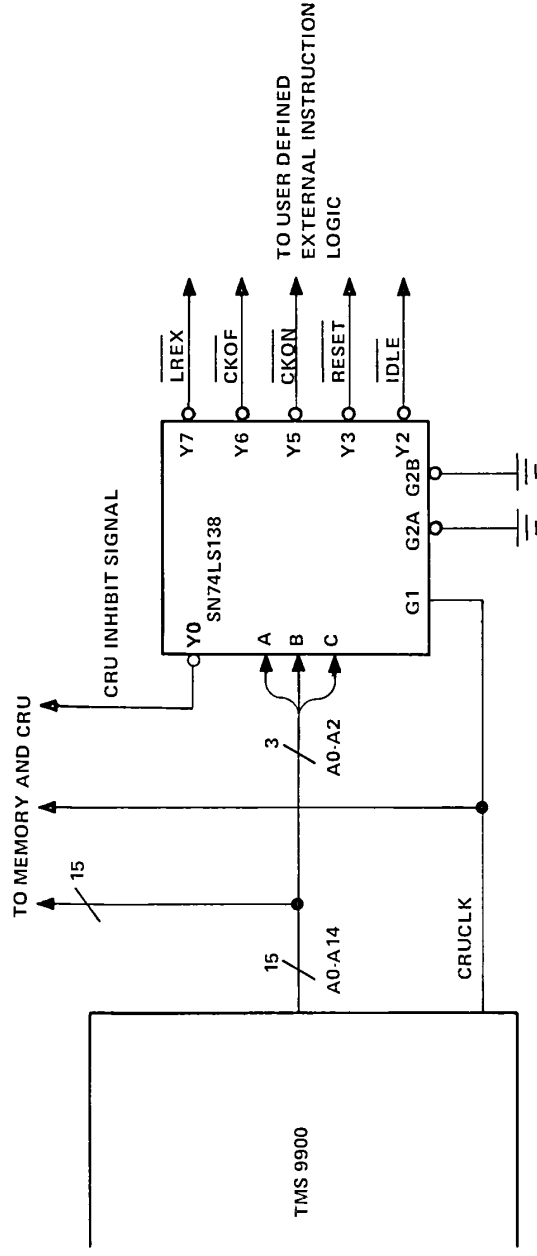 TO MEMORY AND CRU
CRU INHIBIT SIGNAL
15
Y0
SN74LS138
Y7
LREX
Y6
CKOF
TMS 9900
15
A0-A14
3
A0-A2
A
B
C
Y5
CKON
TO USER DEFINED
EXTERNAL INSTRUCTION
LOGIC
Y3
RESET
Y2
IDLE
CRUCLK
G1
G2A
G2B